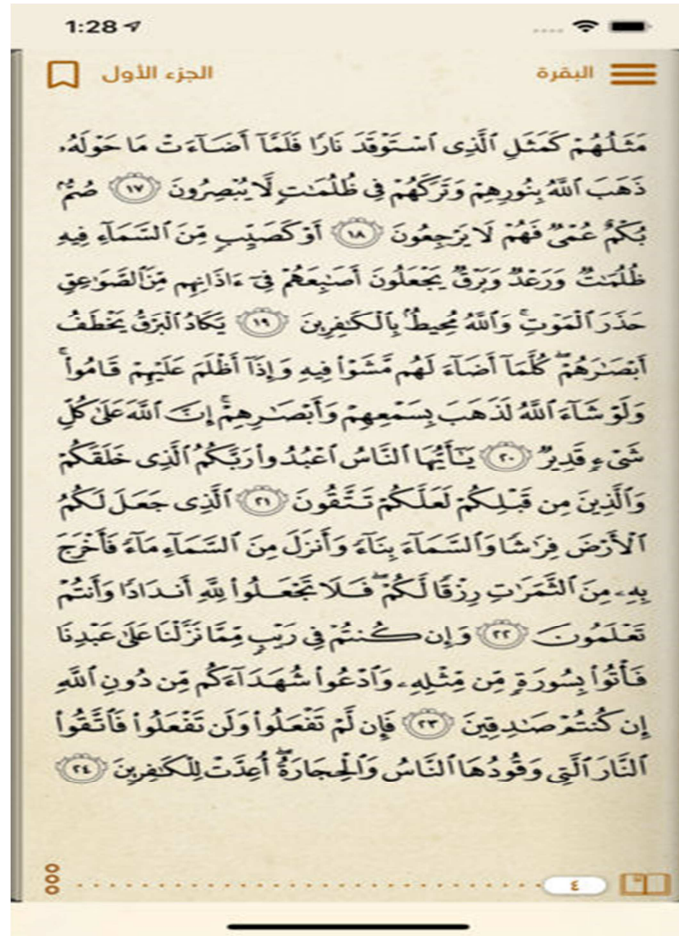 1:28
البقرة الجزء الأول
مَثَلُهُمْ كَمَثَلِ ٱلَّذِى ٱسْتَوْقَدَ نَارًا فَلَمَّآ أَضَآءَتْ مَا حَوْلَهُۥ
ذَهَبَ ٱللَّهُ بِنُورِهِمْ وَتَرَكَهُمْ فِى ظُلُمَٰتٍ لَّا يُبْصِرُونَ ١٧ صُمٌّۢ
بُكْمٌ عُمْىٌ فَهُمْ لَا يَرْجِعُونَ ١٨ أَوْ كَصَيِّبٍ مِّنَ ٱلسَّمَآءِ فِيهِ
ظُلُمَٰتٌ وَرَعْدٌ وَبَرْقٌ يَجْعَلُونَ أَصَٰبِعَهُمْ فِىٓ ءَاذَانِهِم مِّنَ ٱلصَّوَٰعِقِ
حَذَرَ ٱلْمَوْتِ ۚ وَٱللَّهُ مُحِيطٌۢ بِٱلْكَٰفِرِينَ ١٩ يَكَادُ ٱلْبَرْقُ يَخْطَفُ
أَبْصَٰرَهُمْ ۖ كُلَّمَآ أَضَآءَ لَهُم مَّشَوْا۟ فِيهِ وَإِذَآ أَظْلَمَ عَلَيْهِمْ قَامُوا۟ ۚ
وَلَوْ شَآءَ ٱللَّهُ لَذَهَبَ بِسَمْعِهِمْ وَأَبْصَٰرِهِمْ ۚ إِنَّ ٱللَّهَ عَلَىٰ كُلِّ
شَىْءٍ قَدِيرٌ ٢٠ يَٰٓأَيُّهَا ٱلنَّاسُ ٱعْبُدُوا۟ رَبَّكُمُ ٱلَّذِى خَلَقَكُمْ
وَٱلَّذِينَ مِن قَبْلِكُمْ لَعَلَّكُمْ تَتَّقُونَ ٢١ ٱلَّذِى جَعَلَ لَكُمُ
ٱلْأَرْضَ فِرَٰشًا وَٱلسَّمَآءَ بِنَآءً وَأَنزَلَ مِنَ ٱلسَّمَآءِ مَآءً فَأَخْرَجَ
بِهِۦ مِنَ ٱلثَّمَرَٰتِ رِزْقًا لَّكُمْ ۖ فَلَا تَجْعَلُوا۟ لِلَّهِ أَندَادًا وَأَنتُمْ
تَعْلَمُونَ ٢٢ وَإِن كُنتُمْ فِى رَيْبٍ مِّمَّا نَزَّلْنَا عَلَىٰ عَبْدِنَا
فَأْتُوا۟ بِسُورَةٍ مِّن مِّثْلِهِۦ وَٱدْعُوا۟ شُهَدَآءَكُم مِّن دُونِ ٱللَّهِ
إِن كُنتُمْ صَٰدِقِينَ ٢٣ فَإِن لَّمْ تَفْعَلُوا۟ وَلَن تَفْعَلُوا۟ فَٱتَّقُوا۟
ٱلنَّارَ ٱلَّتِى وَقُودُهَا ٱلنَّاسُ وَٱلْحِجَارَةُ ۖ أُعِدَّتْ لِلْكَٰفِرِينَ ٢٤
٤